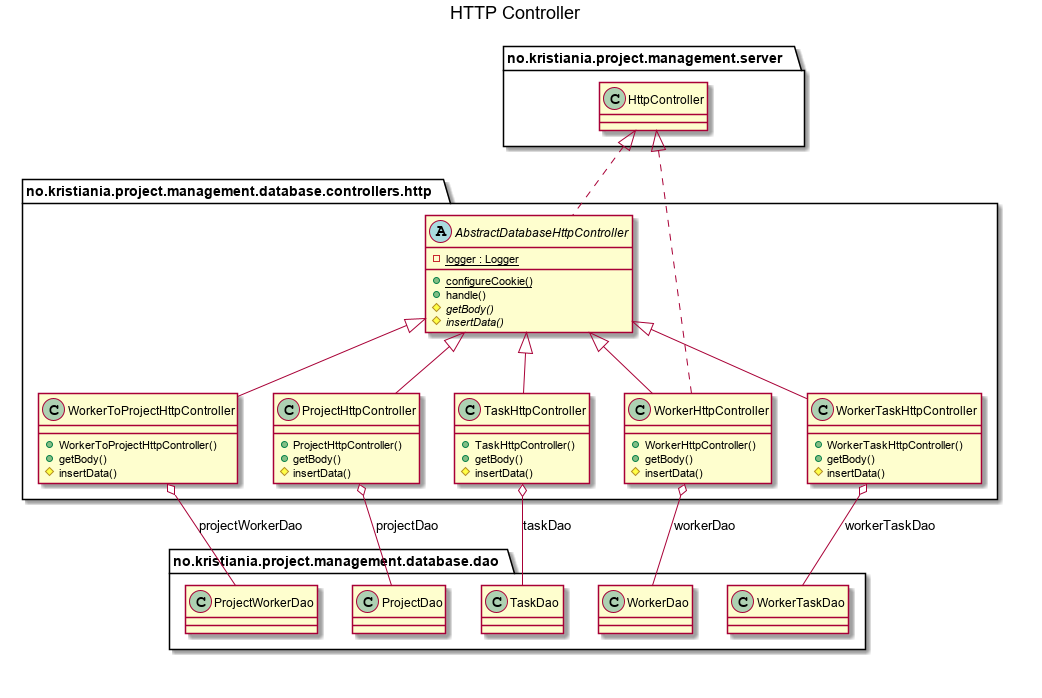 HTTP Controller
no.kristiania.project.management.server
C HttpController
no.kristiania.project.management.database.controllers.http
A AbstractDatabaseHttpController
logger : Logger
configureCookie()
handle()
getBody()
insertData()
C WorkerToProjectHttpController
WorkerToProjectHttpController()
getBody()
insertData()
C ProjectHttpController
ProjectHttpController()
getBody()
insertData()
C TaskHttpController
TaskHttpController()
getBody()
insertData()
C WorkerHttpController
WorkerHttpController()
getBody()
insertData()
C WorkerTaskHttpController
WorkerTaskHttpController()
getBody()
insertData()
projectWorkerDao
projectDao
taskDao
workerDao
workerTaskDao
no.kristiania.project.management.database.dao
C ProjectWorkerDao
C ProjectDao
C TaskDao
C WorkerDao
C WorkerTaskDao